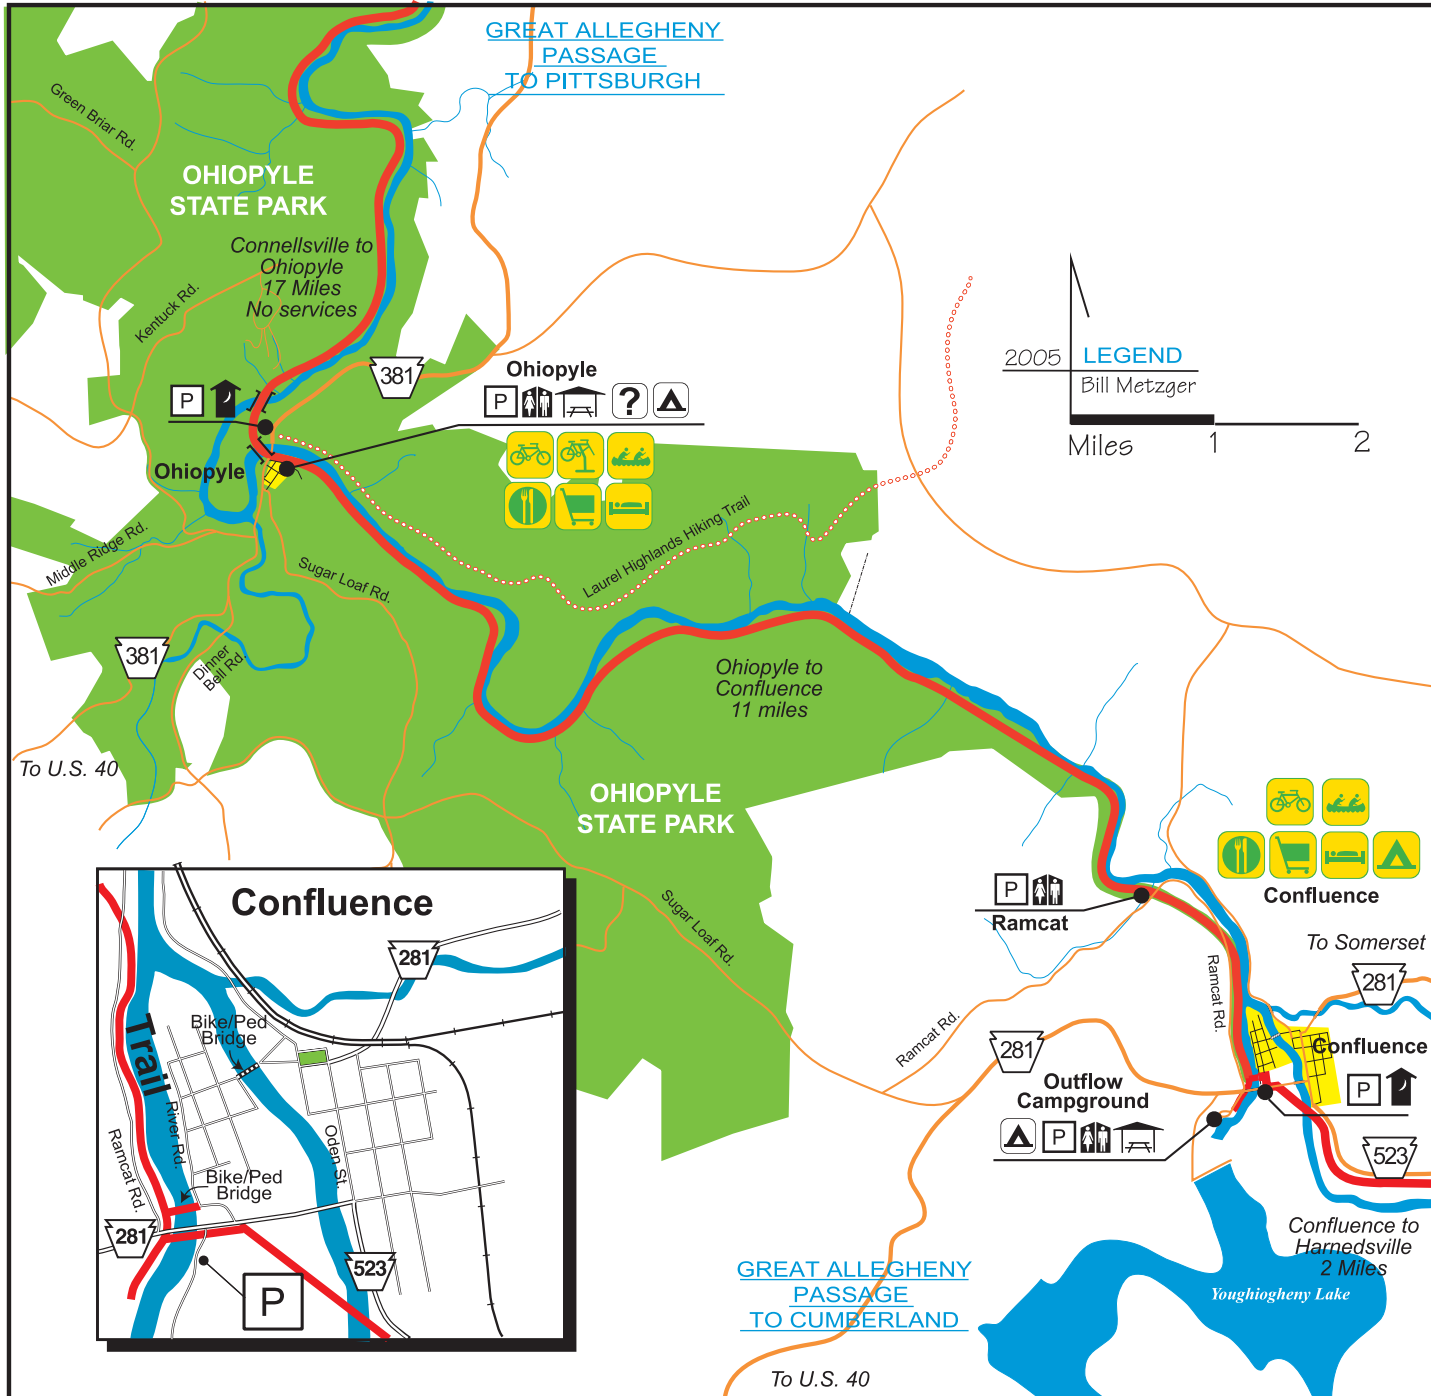 GREAT ALLEGHENY
PASSAGE
TO PITTSBURGH
Green Briar Rd.
OHIOPYLE
STATE PARK
Connellsville to
Ohiopyle
17 Miles
No services
Kentuck Rd.
381
Ohiopyle
P
P
?
2005
LEGEND
Bill Metzger
Miles
1
2
Ohiopyle
Middle Ridge Rd.
Sugar Loaf Rd.
Laurel Highlands Hiking Trail
381
Dinner
Bell Rd.
Ohiopyle to
Confluence
11 miles
To U.S. 40
OHIOPYLE
STATE PARK
Sugar Loaf Rd.
P
Ramcat
Confluence
To Somerset
281
Ramcat Rd.
Ramcat Rd.
281
Confluence
P
Outflow
Campground
P
523
Confluence to
Harnedsville
2 Miles
Youghiogheny Lake
GREAT ALLEGHENY
PASSAGE
TO CUMBERLAND
To U.S. 40
Confluence
281
Bike/Ped
Bridge
Trail
River Rd.
Ramcat Rd.
Oden St.
Bike/Ped
Bridge
281
523
P